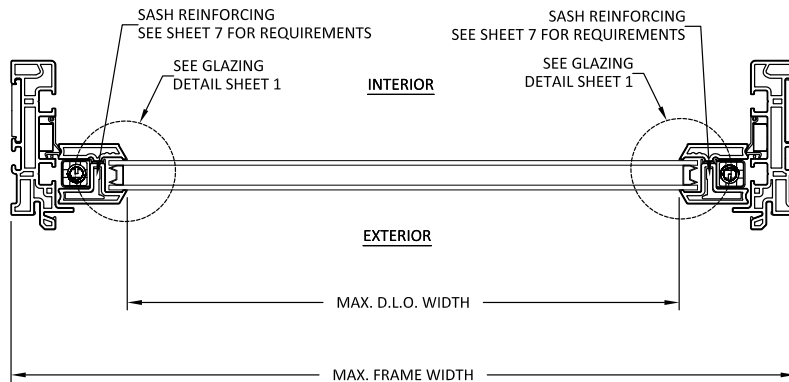 SASH REINFORCING
SEE SHEET 7 FOR REQUIREMENTS
SASH REINFORCING
SEE SHEET 7 FOR REQUIREMENTS
SEE GLAZING
DETAIL SHEET 1
INTERIOR
SEE GLAZING
DETAIL SHEET 1
EXTERIOR
MAX. D.L.O. WIDTH
MAX. FRAME WIDTH